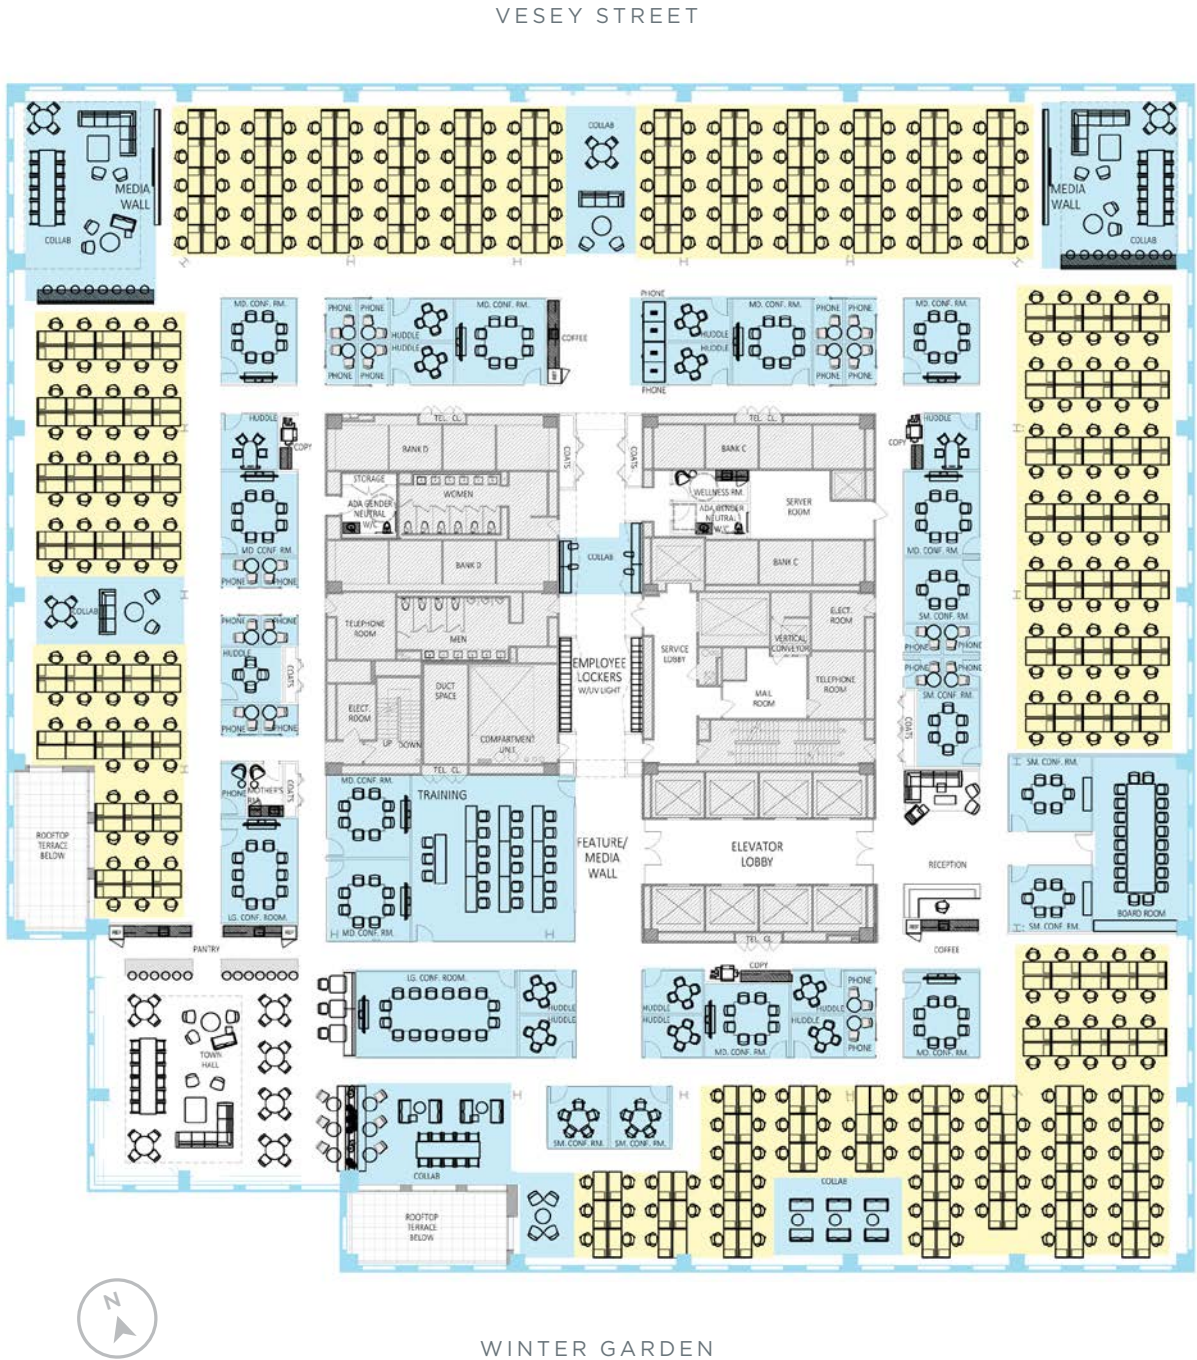 VESEY STREET
COLLAB
MEDIA
WALL
COLLAB
MEDIA
WALL
COLLAB
MD. CONF. RM.
PHONE
PHONE
HUDDLE
HUDDLE
PHONE
PHONE
MD. CONF. RM.
COFFEE
REF
PHONE
HUDDLE
HUDDLE
PHONE
MD. CONF. RM.
PHONE
PHONE
PHONE
PHONE
MD. CONF. RM.
HUDDLE
COPY
MD CONF RM.
PHONE
PHONE
TEL. CL.
BANK D
COATS
COATS
STORAGE
ADA GENDER
NEUTRAL
W/C
WOMEN
BANK D
COLLAB
TEL. CL.
BANK C
WELLNESS RM.
ADA GENDER
NEUTRAL
W/C
SERVER
ROOM
BANK C
COPY
HUDDLE
MD. CONF. RM.
SM. CONF. RM.
PHONE
PHONE
COLLAB
PHONE
PHONE
HUDDLE
COATS
PHONE
PHONE
TELEPHONE
ROOM
MEN
ELECT.
ROOM
UP
DOWN
DUCT
SPACE
COMPARTMENT
UNIT
EMPLOYEE
LOCKERS
W/UV LIGHT
SERVICE
LOBBY
VERTICAL
CONVEYOR
ELECT.
ROOM
MAIL
ROOM
TELEPHONE
ROOM
PHONE
PHONE
SM. CONF. RM.
COATS
PHONE
MOTHER'S
RM.
COATS
LG. CONF. ROOM.
TEL. CL.
MD. CONF. RM.
TRAINING
MD. CONF. RM.
FEATURE/
MEDIA
WALL
ELEVATOR
LOBBY
TEL. CL.
RECEPTION
REF
COFFEE
SM. CONF. RM.
SM. CONF. RM.
BOARD ROOM
ROOFTOP
TERRACE
BELOW
REF
REF
PANTRY
TOWN
HALL
LG. CONF. ROOM.
HUDDLE
HUDDLE
COPY
HUDDLE
HUDDLE
MD. CONF. RM.
HUDDLE
PHONE
PHONE
MD. CONF. RM.
COLLAB
SM. CONF. RM.
SM. CONF. RM.
COLLAB
ROOFTOP
TERRACE
BELOW
N
WINTER GARDEN